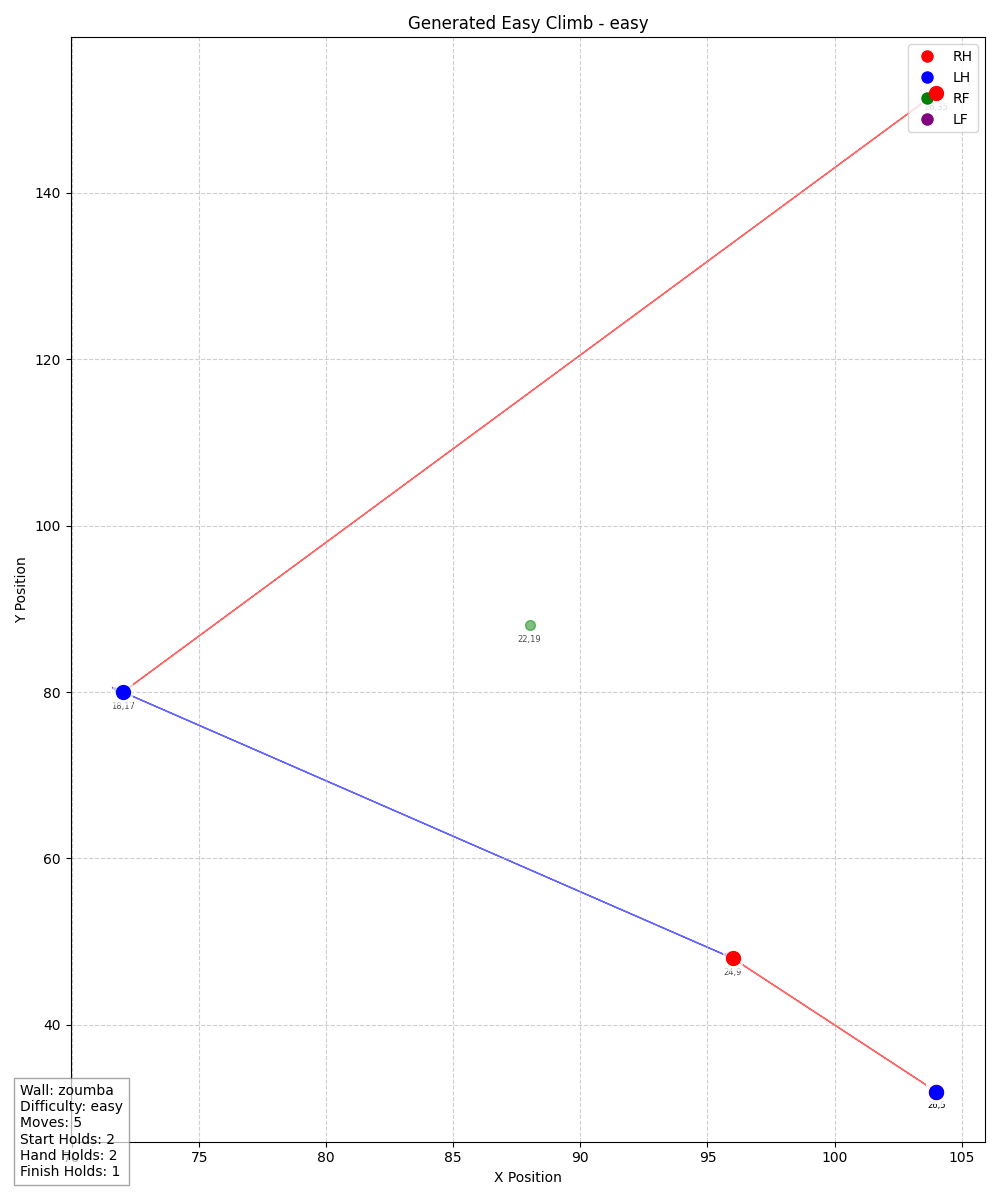 Generated Easy Climb - easy
RH
LH
RF
LF
140
120
100
80
60
40
Y Position
22,19
18,17
24,9
Wall: zoumba
Difficulty: easy
Moves: 5
Start Holds: 2
Hand Holds: 2
Finish Holds: 1
75
80
85
90
95
100
105
X Position